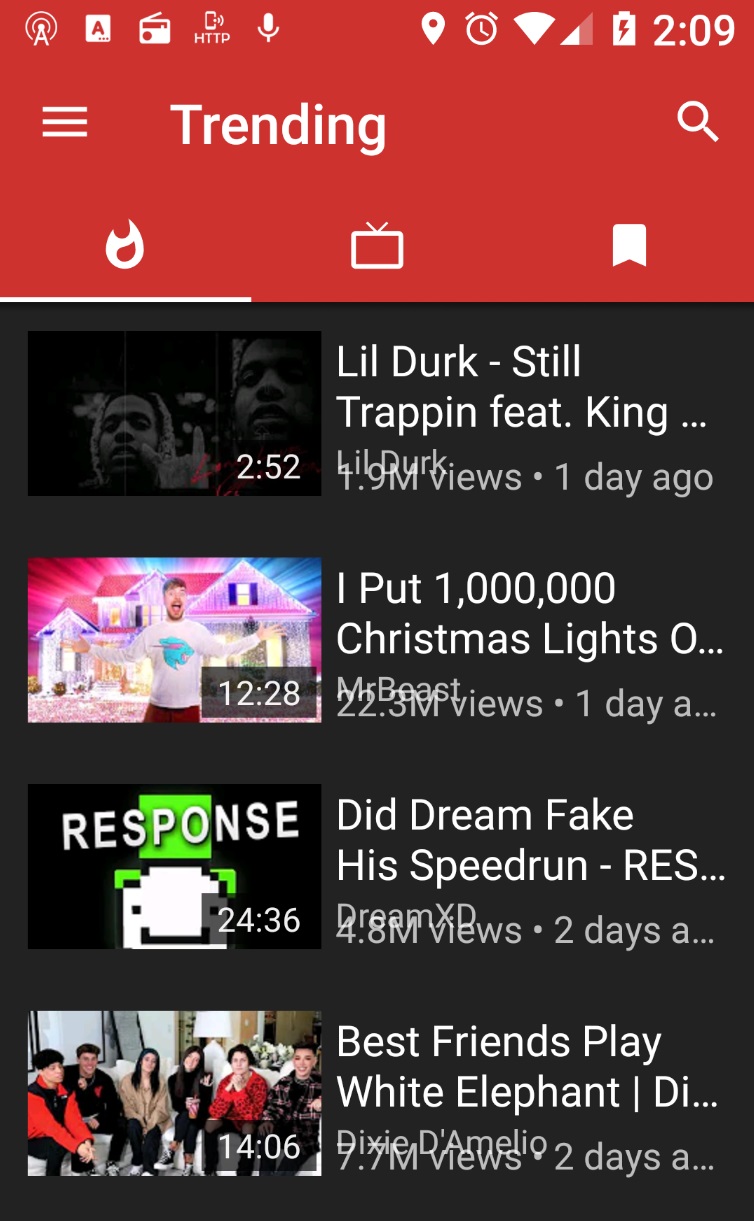 HTTP
2:09
Trending
2:52
Lil Durk - Still
Trappin feat. King ...
Lil Durk
1.9M views • 1 day ago
12:28
I Put 1,000,000
Christmas Lights O...
MrBeast
22.3M views • 1 day a...
RESPONSE
24:36
Did Dream Fake
His Speedrun - RES...
DreamXD
4.8M views • 2 days a...
14:06
Best Friends Play
White Elephant | Di...
Dixie D'Amelio
7.7M views • 2 days a...